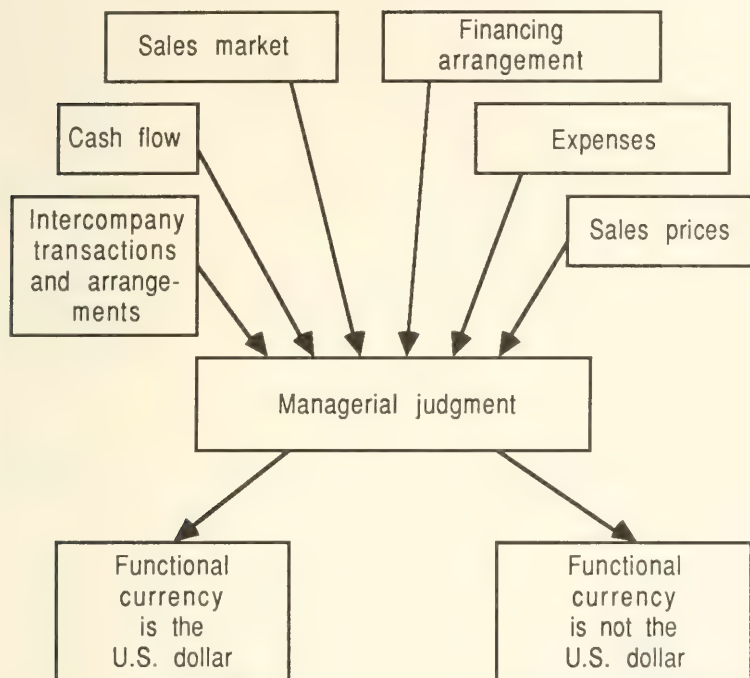 Sales market
Financing
arrangement
Cash flow
Expenses
Intercompany
transactions
and arrange-
ments
Sales prices
Managerial judgment
Functional
currency
is the
U.S. dollar
Functional
currency
is not the
U.S. dollar